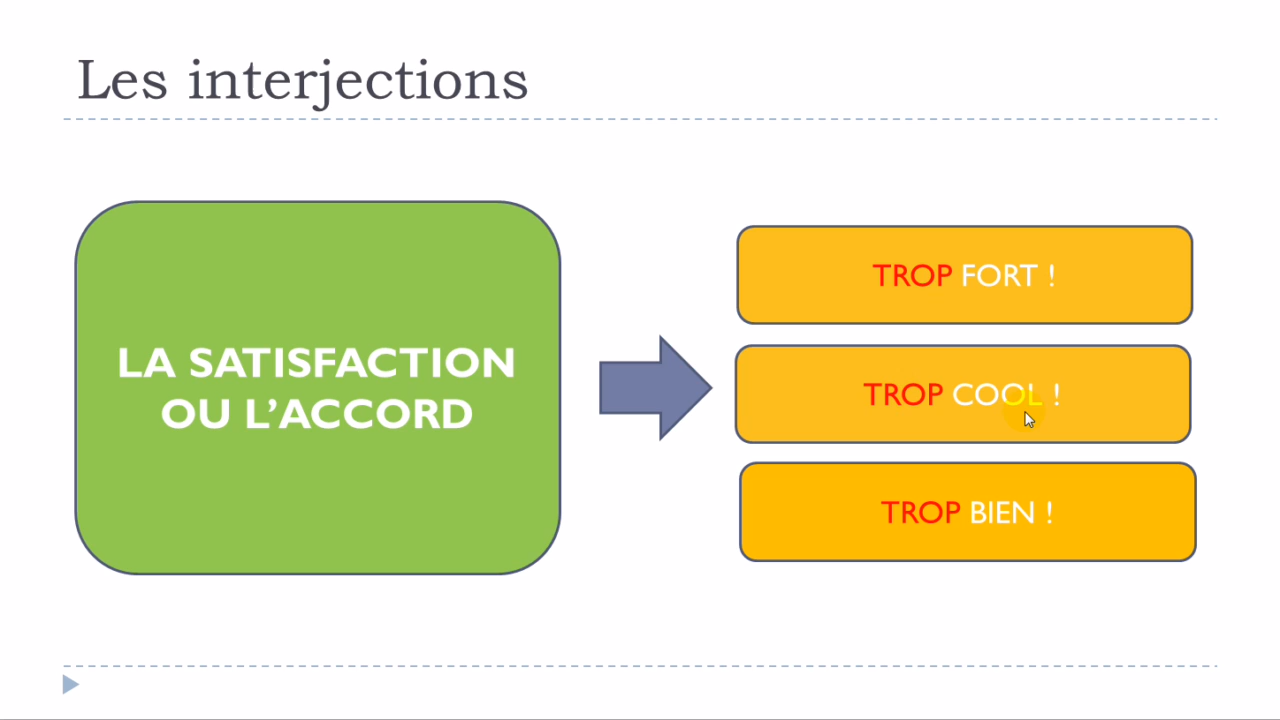 Les interjections
LA SATISFACTION
OU L’ACCORD
TROP FORT !
TROP COOL !
TROP BIEN !